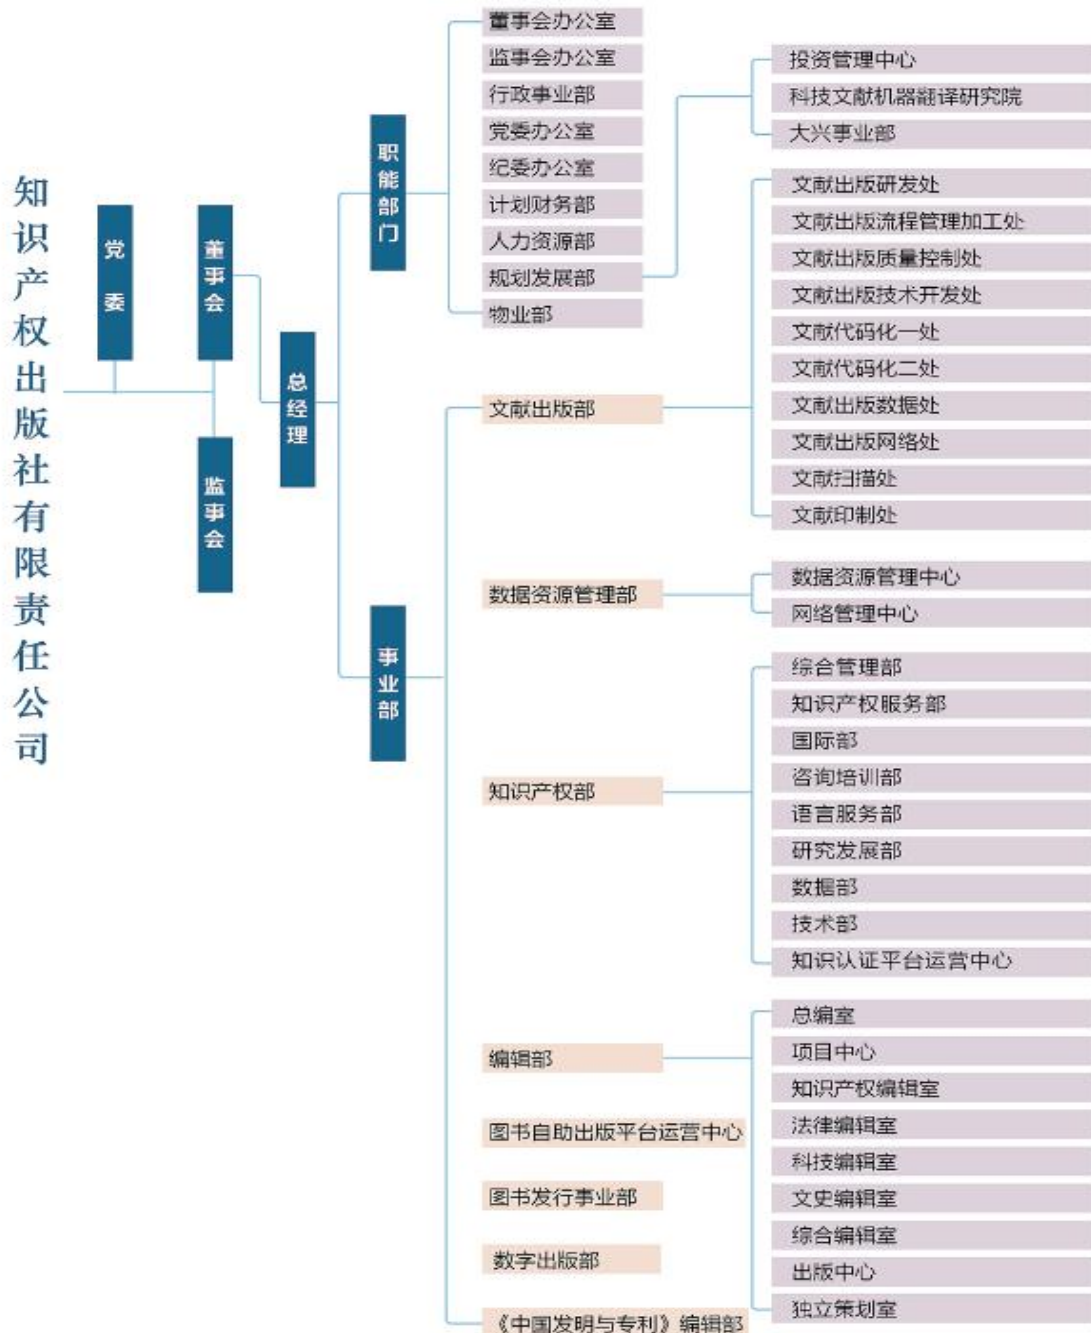 知识产权出版社有限责任公司
党委
董事会
监事会
总经理
职能部门
董事会办公室
监事会办公室
行政事业部
党委办公室
纪委办公室
计划财务部
人力资源部
规划发展部
物业部
投资管理中心
科技文献机器翻译研究院
大兴事业部
事业部
文献出版部
文献出版研发处
文献出版流程管理加工处
文献出版质量控制处
文献出版技术开发处
文献代码化一处
文献代码化二处
文献出版数据处
文献出版网络处
文献扫描处
文献印制处
数据资源管理部
数据资源管理中心
网络管理中心
知识产权部
综合管理部
知识产权服务部
国际部
咨询培训部
语言服务部
研究发展部
数据部
技术部
知识认证平台运营中心
编辑部
总编室
项目中心
知识产权编辑室
法律编辑室
科技编辑室
文史编辑室
综合编辑室
出版中心
独立策划室
图书自助出版平台运营中心
图书发行事业部
数字出版部
《中国发明与专利》编辑部